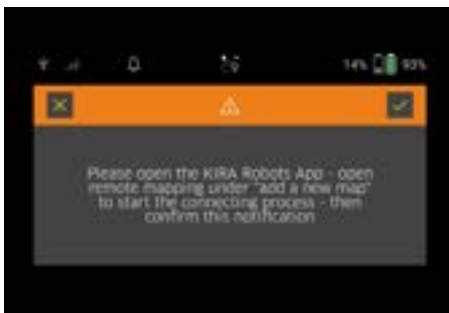 14% 93%
Please open the KIRA Robots App - open
remote mapping under "add a new map"
to start the connecting process - then
confirm this notification